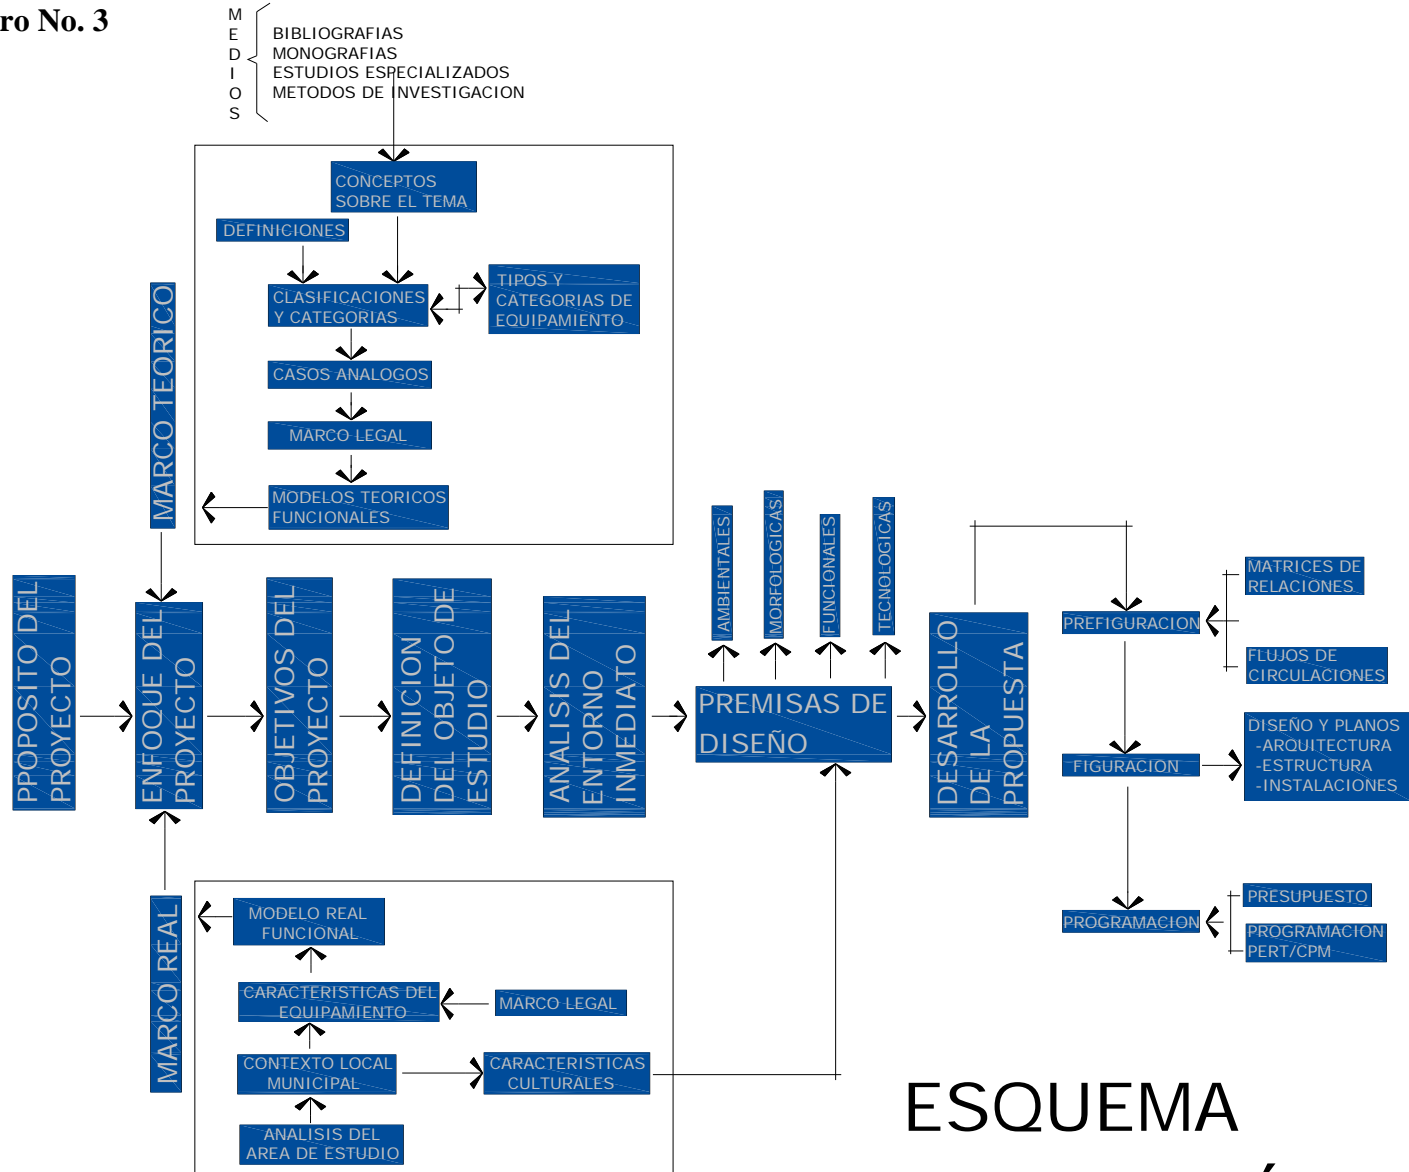 ro No. 3
MEDIOS
BIBLIOGRAFIAS
MONOGRAFIAS
ESTUDIOS ESPECIALIZADOS
METODOS DE INVESTIGACION
CONCEPTOS
SOBRE EL TEMA
DEFINICIONES
CLASIFICACIONES
Y CATEGORIAS
TIPOS Y
CATEGORIAS DE
EQUIPAMIENTO
CASOS ANALOGOS
MARCO LEGAL
MODELOS TEORICOS
FUNCIONALES
MARCO TEORICO
PPOPOSITO DEL
PROYECTO
ENFOQUE DEL
PROYECTO
OBJETIVOS DEL
PROYECTO
DEFINICION
DEL OBJETO DE
ESTUDIO
ANALISIS DEL
ENTORNO
INMEDIATO
AMBIENTALES
MORFOLOGICAS
FUNCIONALES
TECNOLOGICAS
PREMISAS DE
DISEÑO
DESARROLLO
DE LA
PROPUESTA
PREFIGURACION
MATRICES DE
RELACIONES
FLUJOS DE
CIRCULACIONES
FIGURACION
DISEÑO Y PLANOS
-ARQUITECTURA
-ESTRUCTURA
-INSTALACIONES
PROGRAMACION
PRESUPUESTO
PROGRAMACION
PERT/CPM
MARCO REAL
MODELO REAL
FUNCIONAL
CARACTERISTICAS DEL
EQUIPAMIENTO
MARCO LEGAL
CONTEXTO LOCAL
MUNICIPAL
CARACTERISTICAS
CULTURALES
ANALISIS DEL
AREA DE ESTUDIO
ESQUEMA